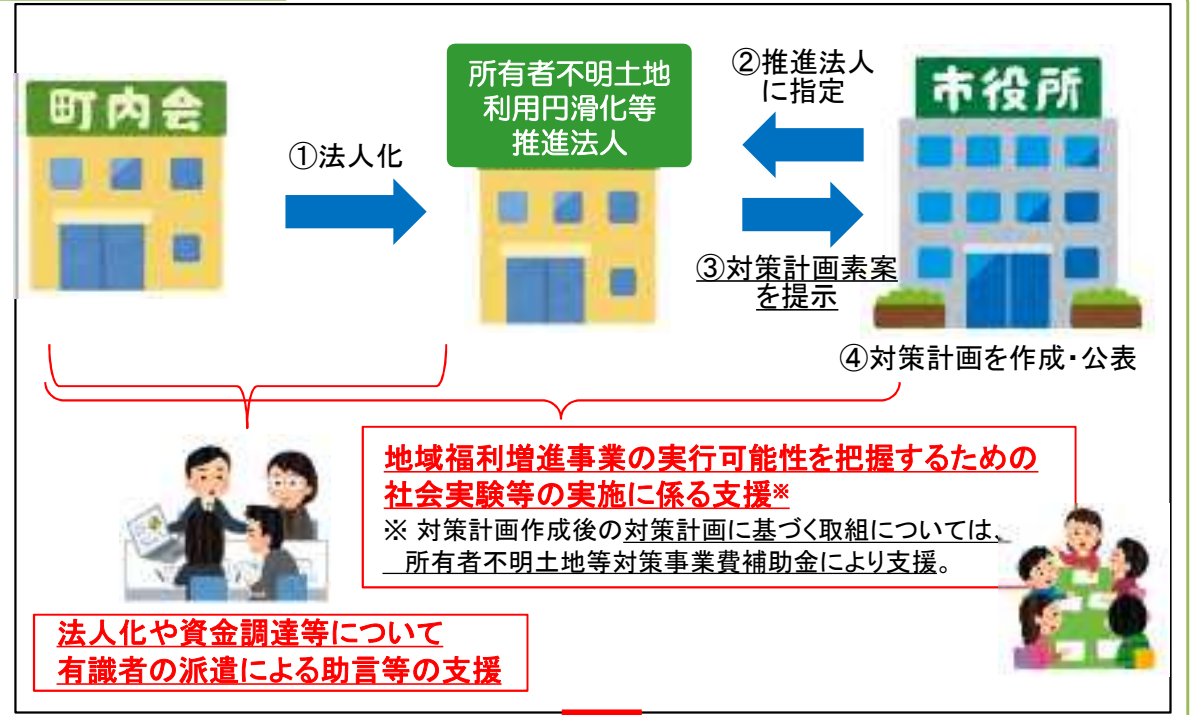 町内会
①法人化
所有者不明土地
利用円滑化等
推進法人
②推進法人
に指定
市役所
③対策計画素案
を提示
④対策計画を作成・公表
地域福利増進事業の実行可能性を把握するための
社会実験等の実施に係る支援※
※ 対策計画作成後の対策計画に基づく取組については、
所有者不明土地等対策事業費補助金により支援。
法人化や資金調達等について
有識者の派遣による助言等の支援